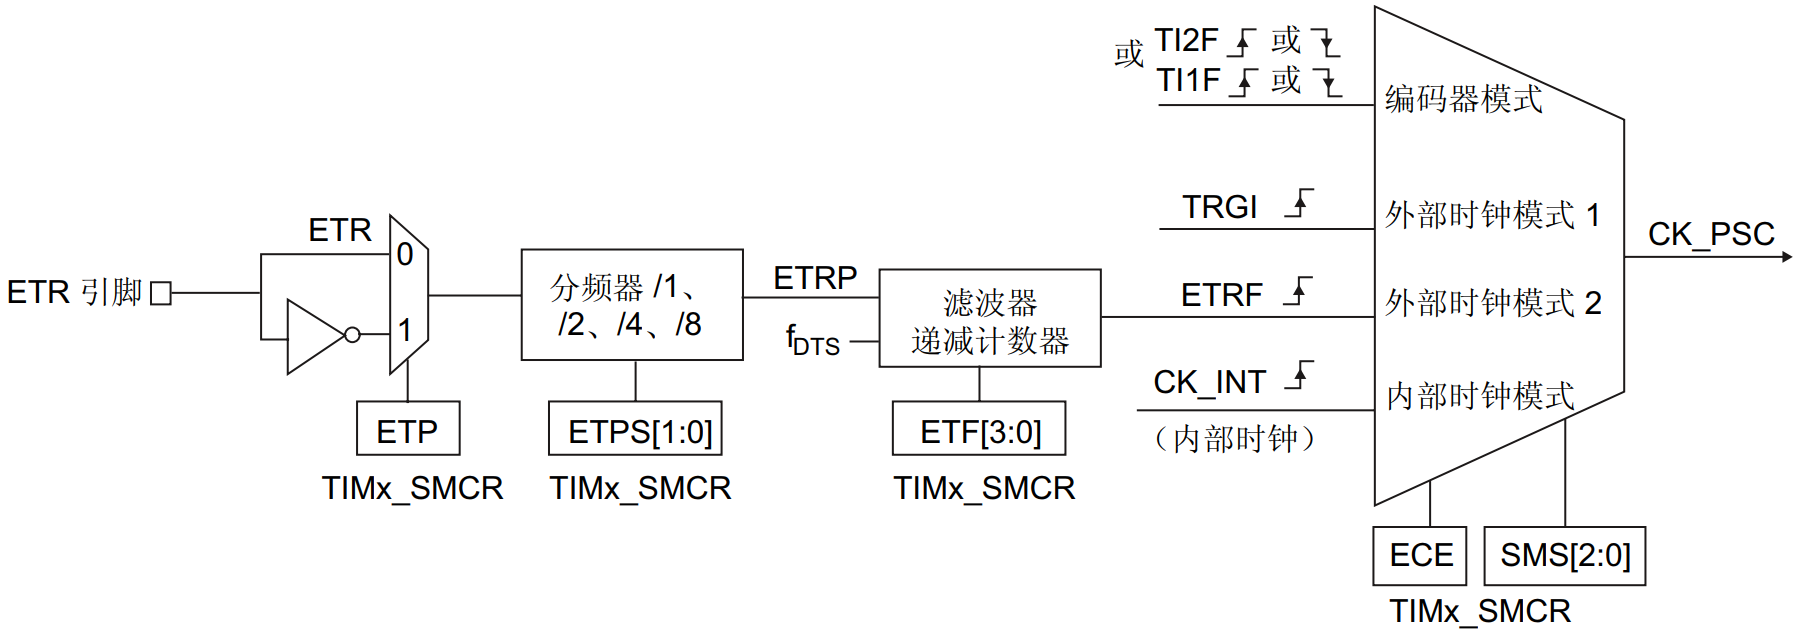 或 TI2F 或
TI1F 或
编码器模式
TRGI
外部时钟模式 1
CK_PSC
ETR
0
ETR 引脚
1
分频器 /1、
/2、/4、/8
ETRP
fDTS
滤波器
递减计数器
ETRF
外部时钟模式 2
CK_INT
内部时钟模式
（内部时钟）
ETP
TIMx_SMCR
ETPS[1:0]
TIMx_SMCR
ETF[3:0]
TIMx_SMCR
ECE
SMS[2:0]
TIMx_SMCR